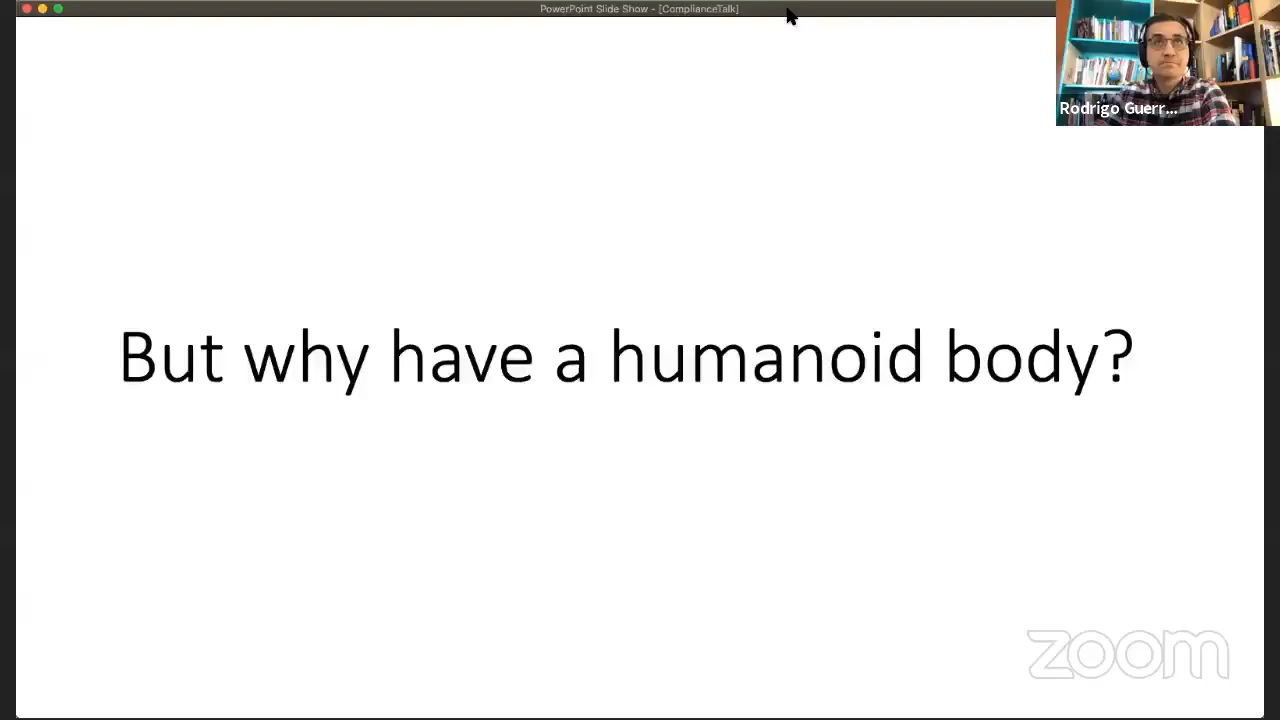 PowerPoint Slide Show - [ComplianceTalk]
Rodrigo Guerr...
But why have a humanoid body?
zoom